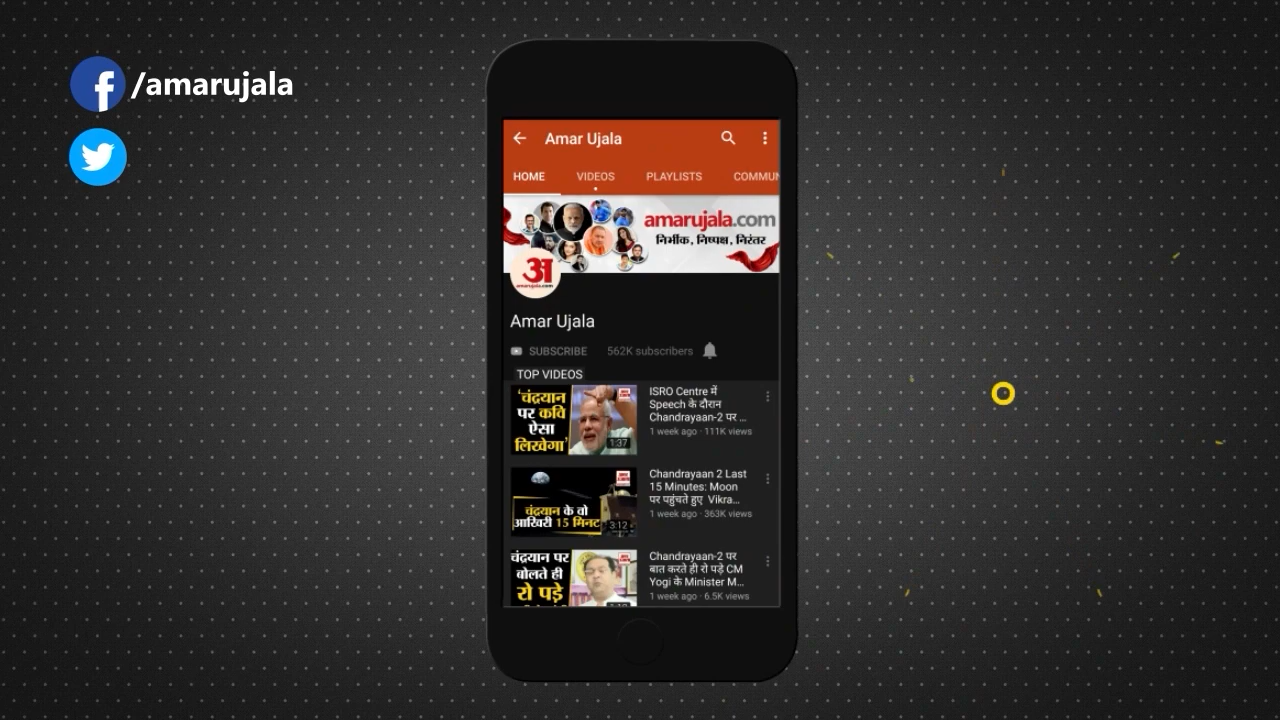 /amarujala
Amar Ujala
HOME VIDEOS PLAYLISTS COMMUN
amarujala.com
निर्भीक, निष्पक्ष, निरंतर
अ
amarujala.com
Amar Ujala
SUBSCRIBE 562K subscribers
TOP VIDEOS
'चंद्रयान
पर कवि
ऐसा
लिखेगा'
1:37
ISRO Centre में
Speech के दौरान
Chandrayaan-2 पर ...
1 week ago · 111K views
चंद्रयान के वो
आखिरी 15 मिनट
3:12
Chandrayaan 2 Last
15 Minutes: Moon
पर पहुंचते हुए Vikra...
1 week ago · 363K views
चंद्रयान पर
बोलते ही
रो पड़े
Chandrayaan-2 पर
बात करते ही रो पड़े CM
Yogi के Minister M...
1 week ago · 6.5K views